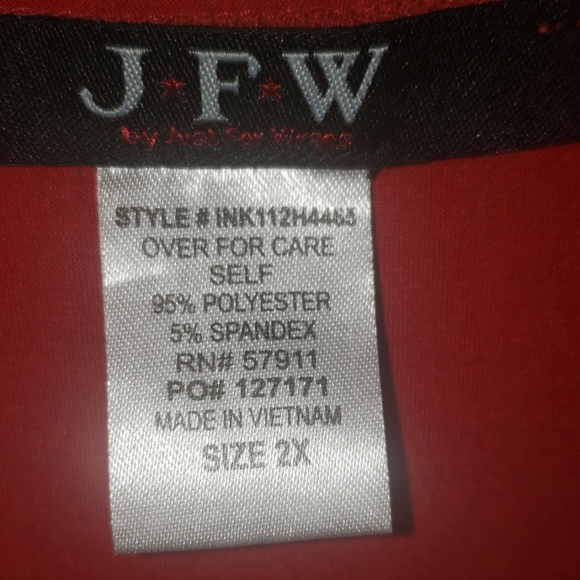 J★F★W
by Just For Wraps
STYLE # INK112H4465
OVER FOR CARE
SELF
95% POLYESTER
5% SPANDEX
RN# 57911
PO# 127171
MADE IN VIETNAM
SIZE 2X